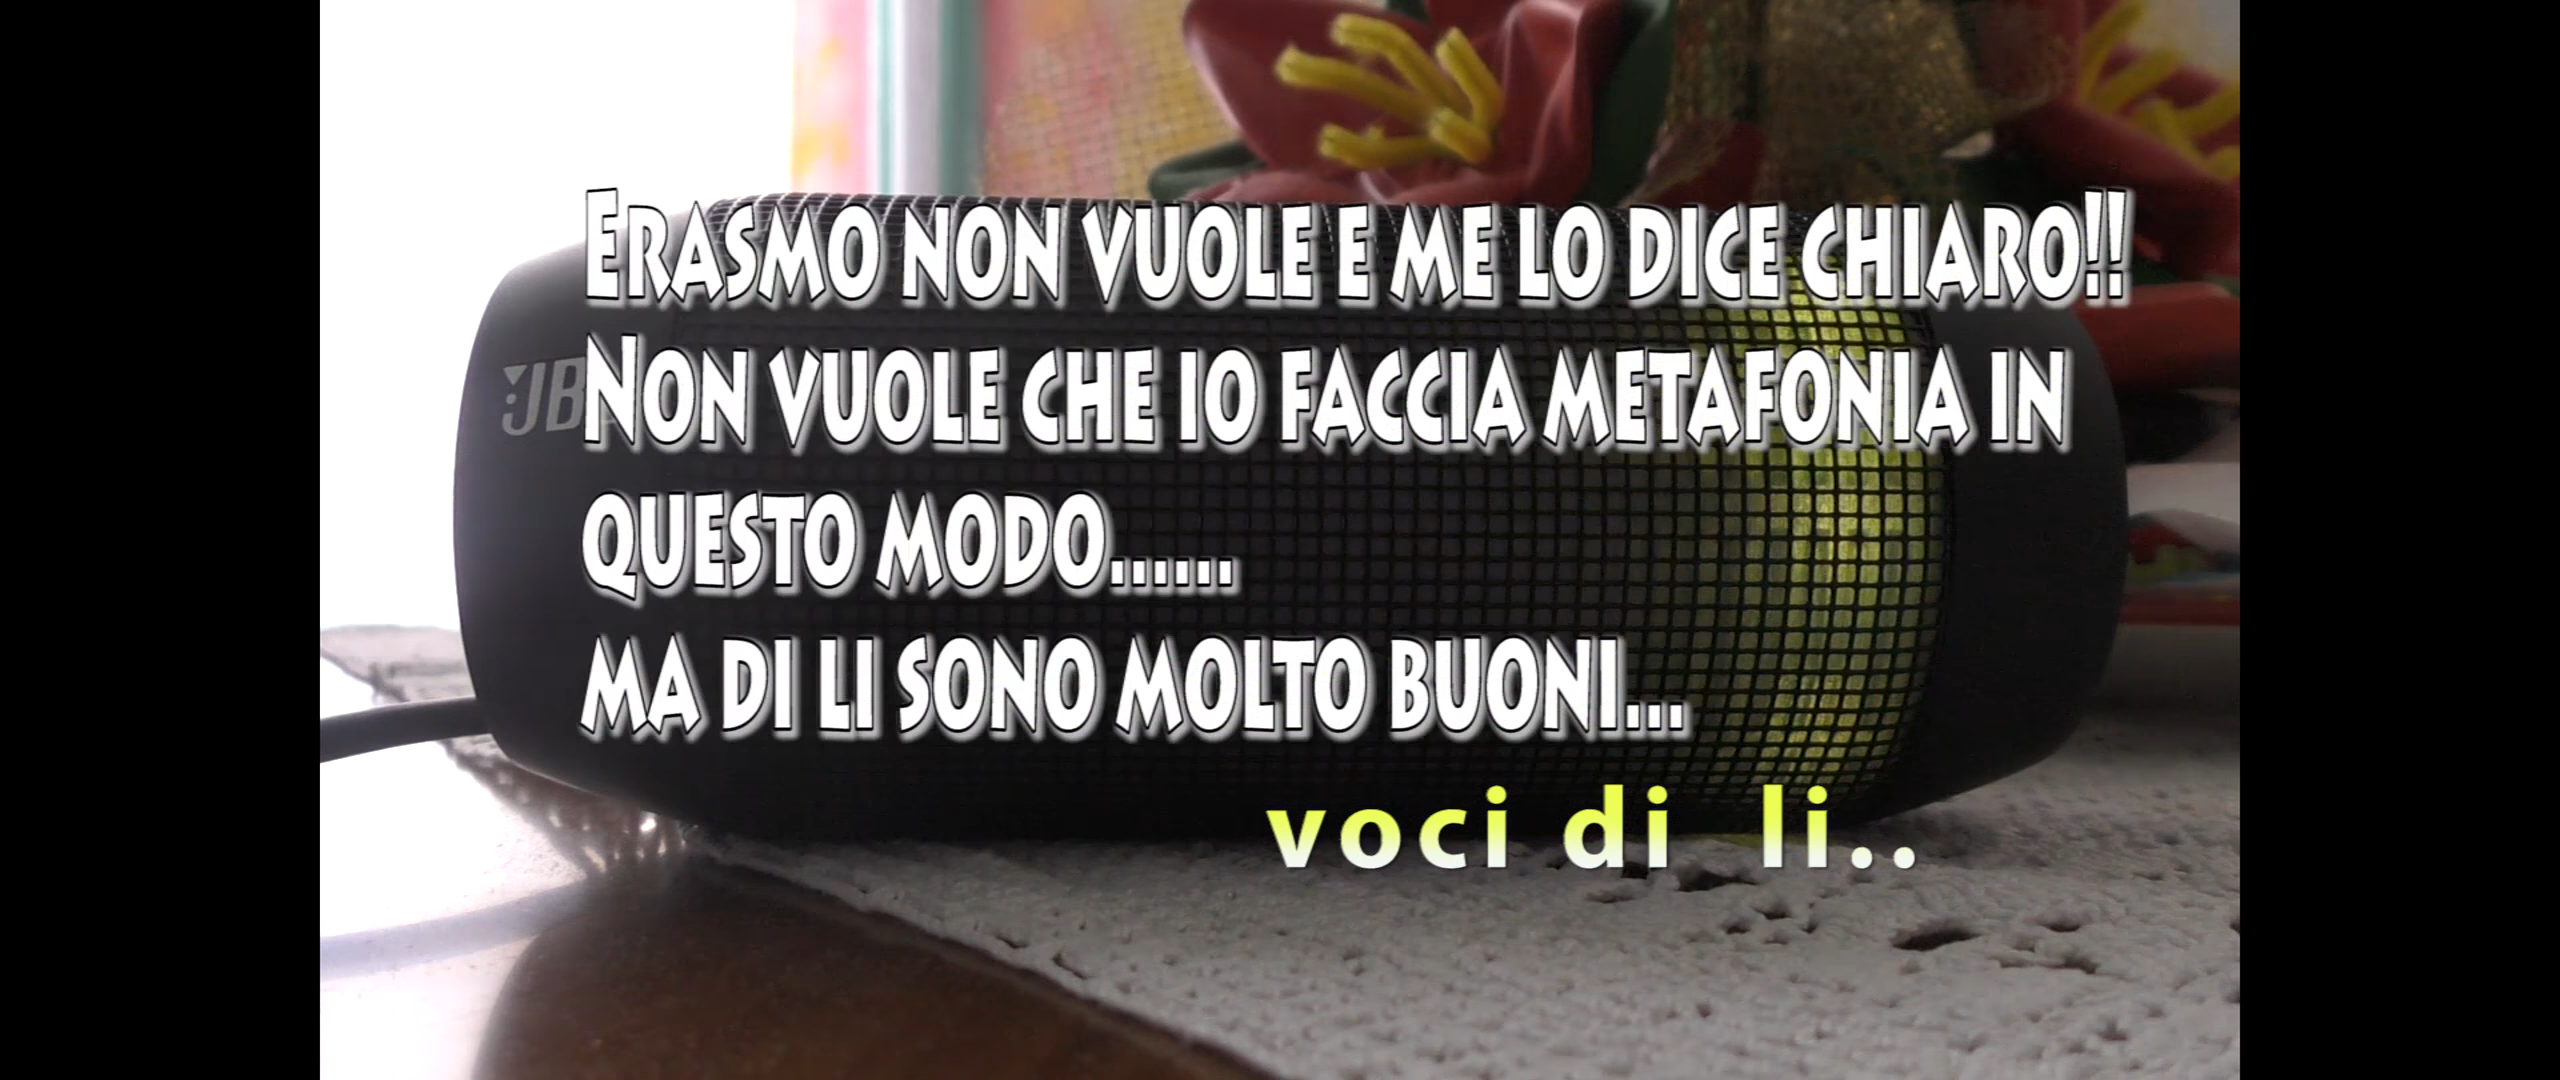 Erasmo non vuole e me lo dice chiaro!!
JB
Non vuole che io faccia metafonia in
questo modo......
ma di li sono molto buoni...
voci di li..